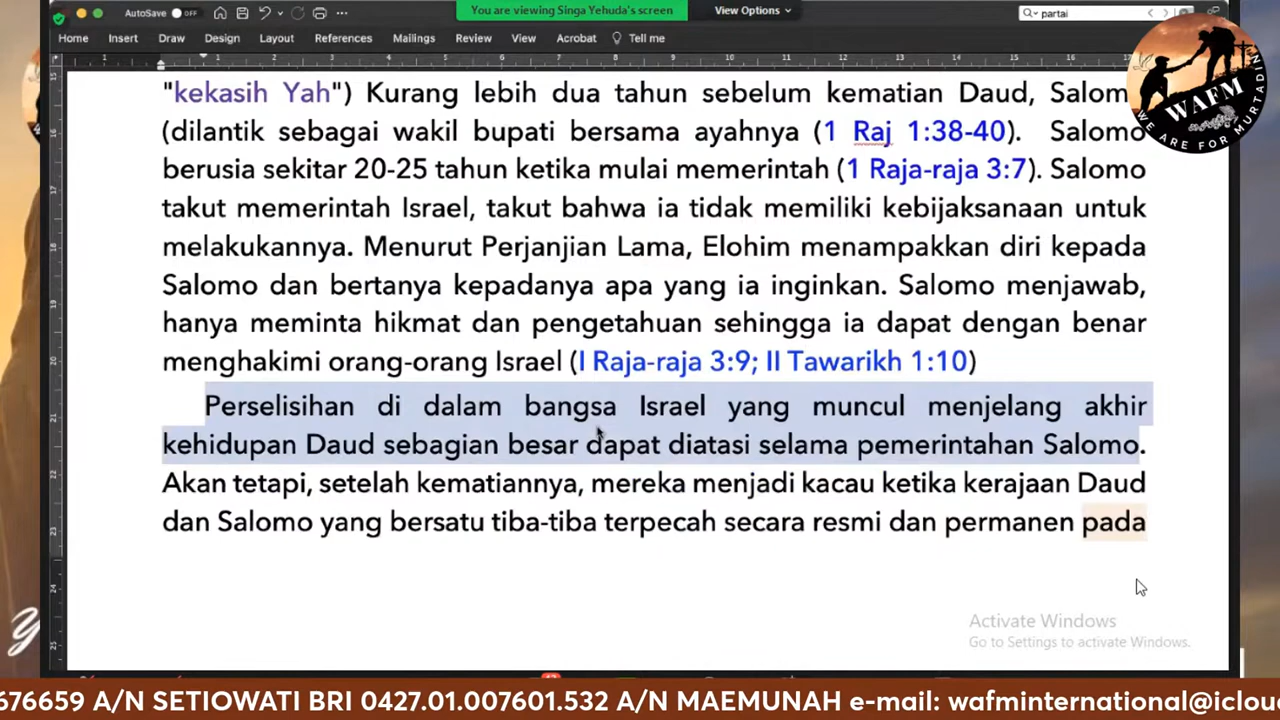 AutoSave OFF
You are viewing Singa Yehuda's screen
View Options
partai
Home Insert Draw Design Layout References Mailings Review View Acrobat Tell me
"kekasih Yah") Kurang lebih dua tahun sebelum kematian Daud,
(dilantik sebagai wakil bupati bersama ayahnya (1 Raj 1:38-40). Salomo
berusia sekitar 20-25 tahun ketika mulai memerintah (1 Raja-raja 3:7). Salomo
takut memerintah Israel, takut bahwa ia tidak memiliki kebijaksanaan untuk
melakukannya. Menurut Perjanjian Lama, Elohim menampakkan diri kepada
Salomo dan bertanya kepadanya apa yang ia inginkan. Salomo menjawab,
hanya meminta hikmat dan pengetahuan sehingga ia dapat dengan benar
menghakimi orang-orang Israel (I Raja-raja 3:9; II Tawarikh 1:10)
Perselisihan di dalam bangsa Israel yang muncul menjelang akhir
kehidupan Daud sebagian besar dapat diatasi selama pemerintahan Salomo.
Akan tetapi, setelah kematiannya, mereka menjadi kacau ketika kerajaan Daud
dan Salomo yang bersatu tiba-tiba terpecah secara resmi dan permanen pada
WAFM
WE ARE FOR MURTADIN
Activate Windows
Go to Settings to activate Windows.
676659 A/N SETIOWATI BRI 0427.01.007601.532 A/N MAEMUNAH e-mail: wafminternational@iclou